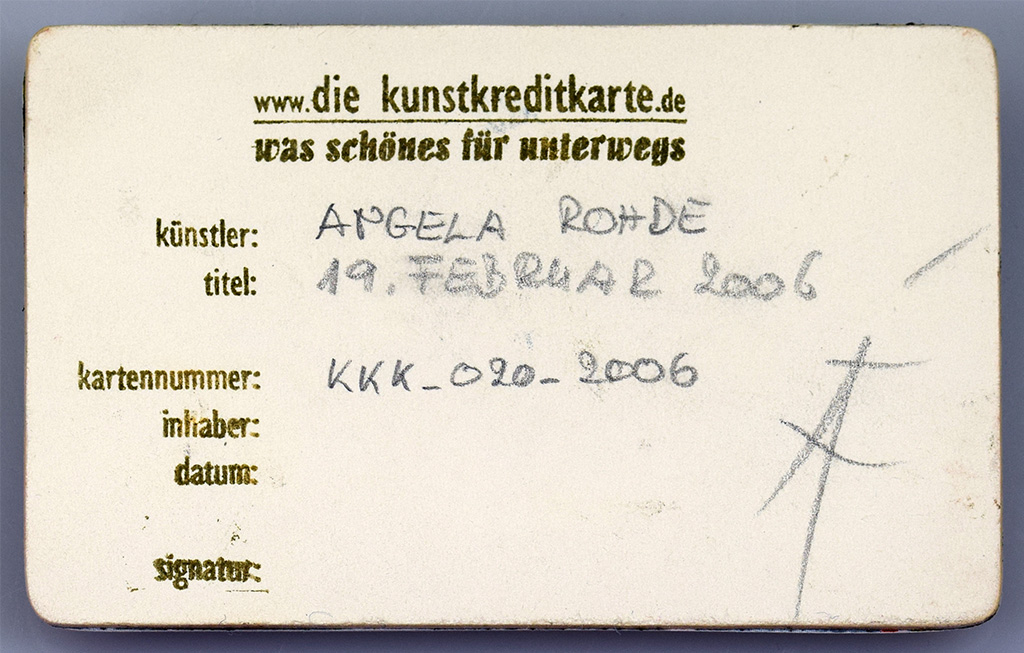 www.die kunstkreditkarte.de
was schönes für unterwegs
künstler: ANGELA ROHDE
titel: 19. FEBRUAR 2006
kartennummer: KKK_020_2006
inhaber:
datum:
signatur: